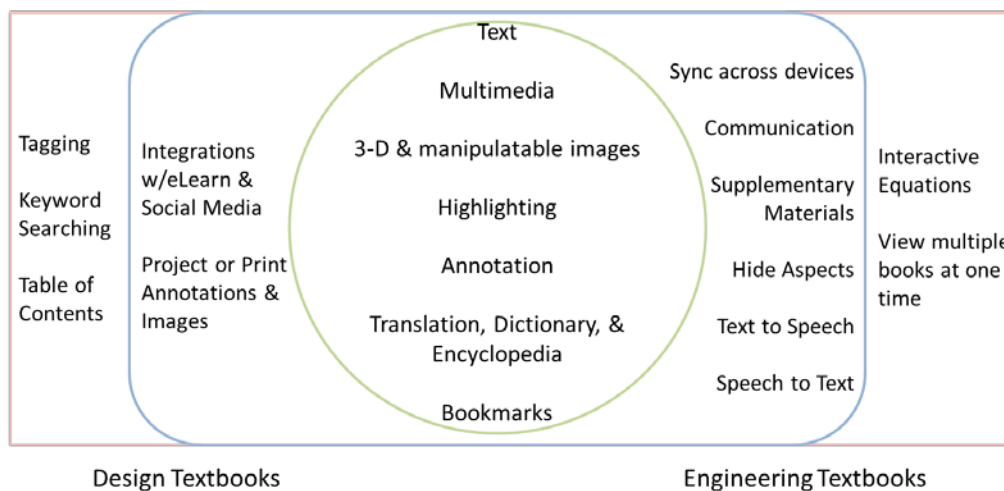 Tagging
Keyword
Searching
Table of
Contents
Integrations
w/eLearn &
Social Media
Project or Print
Annotations &
Images
Text
Multimedia
3-D & manipulatable images
Highlighting
Annotation
Translation, Dictionary, &
Encyclopedia
Bookmarks
Sync across devices
Communication
Supplementary
Materials
Hide Aspects
Text to Speech
Speech to Text
Interactive
Equations
View multiple
books at one
time
Design Textbooks
Engineering Textbooks